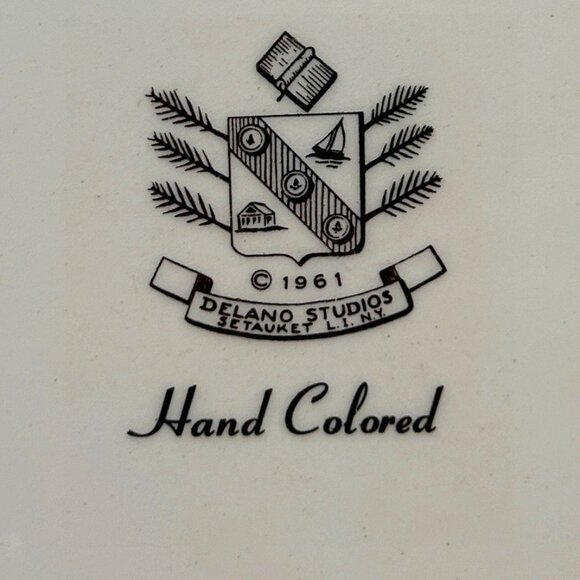 © 1961
DELANO STUDIOS
SETAUKET L.I. N.Y.
Hand Colored